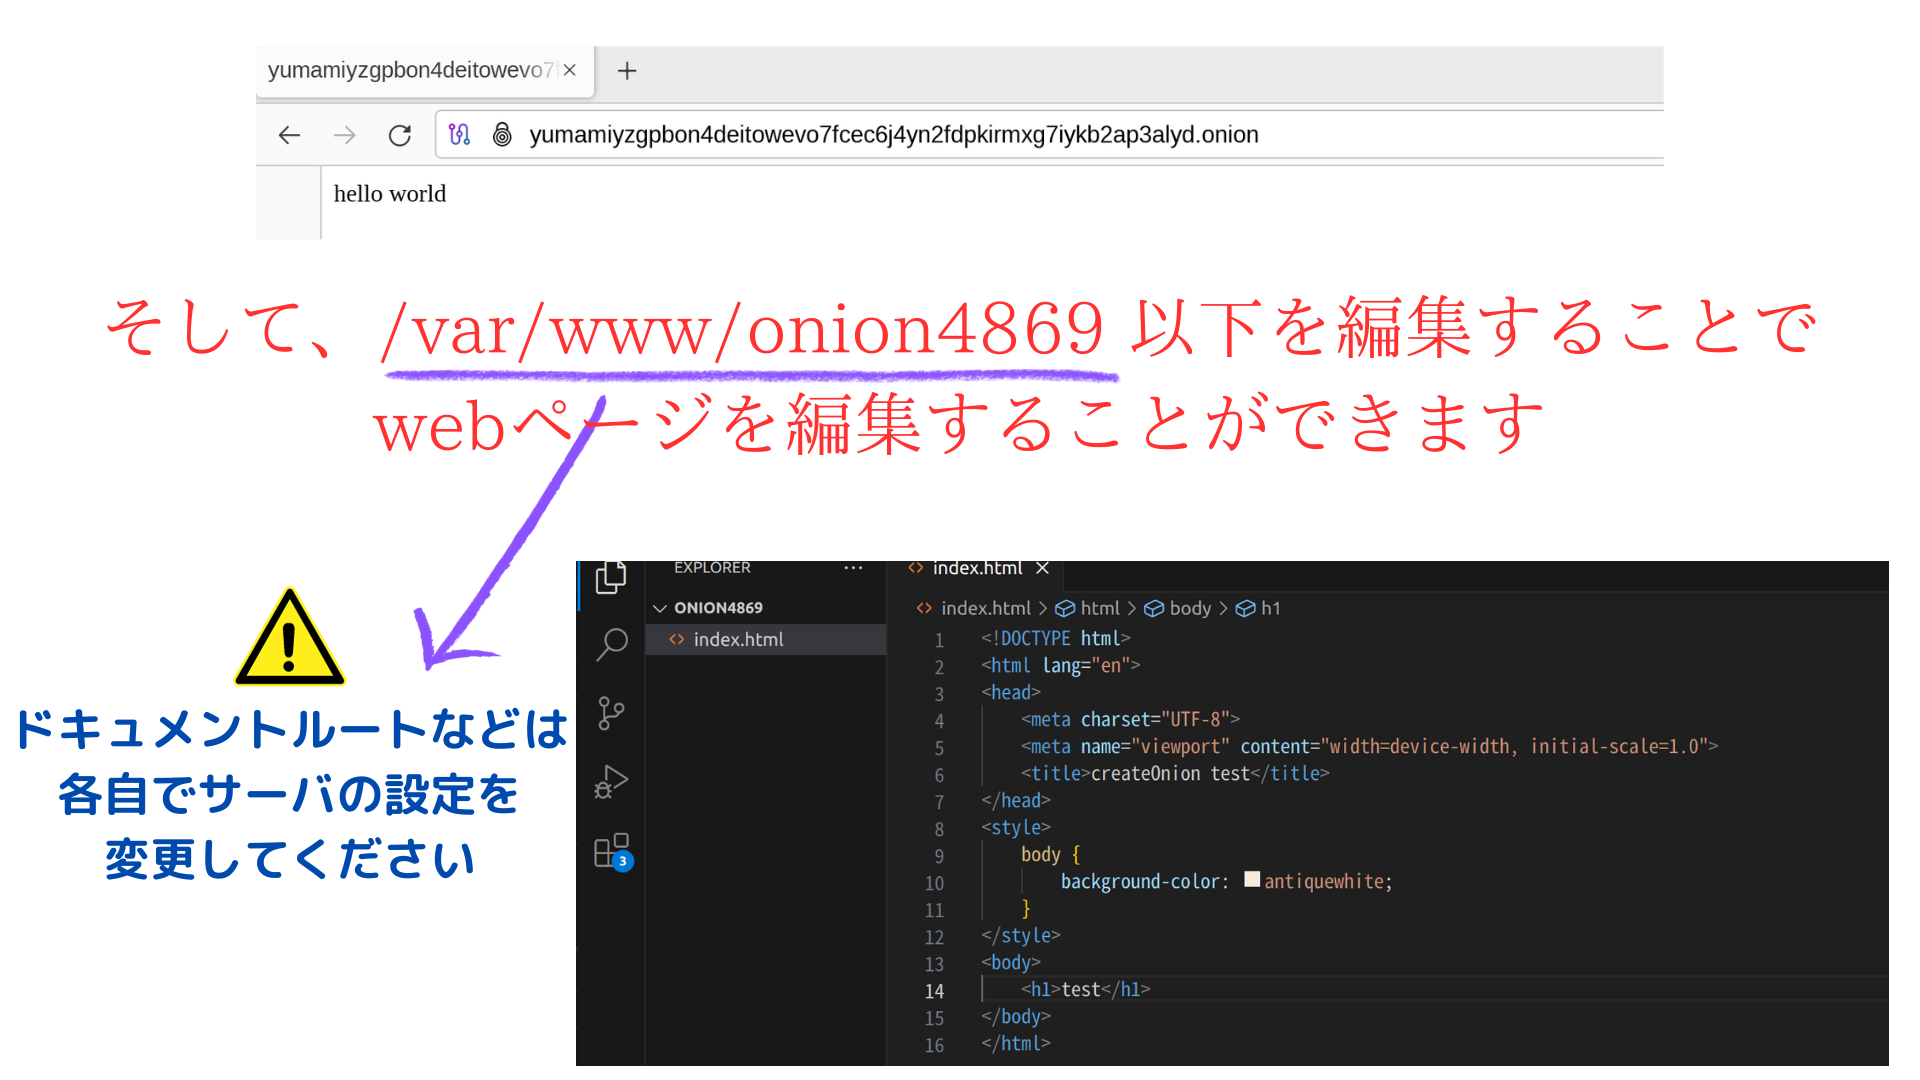 yumamiyzgpbon4deitowevo7f
yumamiyzgpbon4deitowevo7fcec6j4yn2fdpkirmxg7iykb2ap3alyd.onion
hello world
そして、/var/www/onion4869 以下を編集することで
webページを編集することができます
ドキュメントルートなどは
各自でサーバの設定を
変更してください
EXPLORER ···
ONION4869
<> index.html
3
<> index.html ×
<> index.html > html > body > h1
1 <!DOCTYPE html>
2 <html lang="en">
3 <head>
4 <meta charset="UTF-8">
5 <meta name="viewport" content="width=device-width, initial-scale=1.0">
6 <title>createOnion test</title>
7 </head>
8 <style>
9 body {
10 background-color: antiquewhite;
11 }
12 </style>
13 <body>
14 <h1>test</h1>
15 </body>
16 </html>